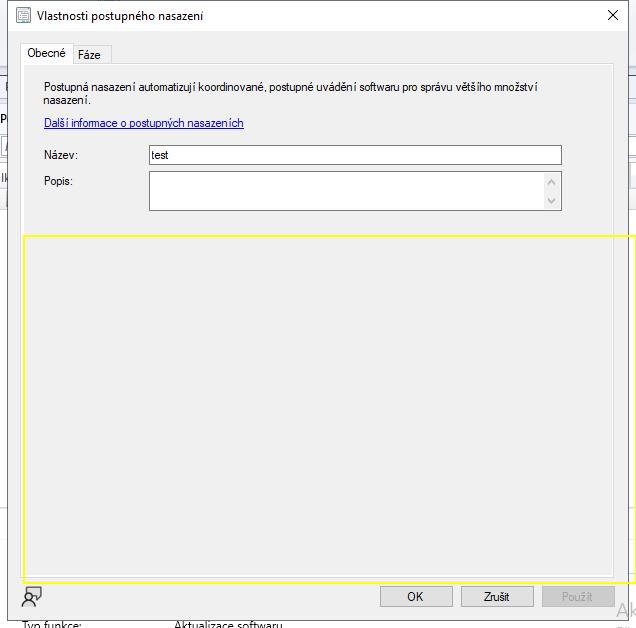 Vlastnosti postupného nasazení
Obecné
Fáze
Postupná nasazení automatizují koordinované, postupné uvádění softwaru pro správu většího množství
nasazení.
Další informace o postupných nasazeních
Název:
test
Popis:
OK
Zrušit
Použít
Typ funkce:
Aktualizace softwaru